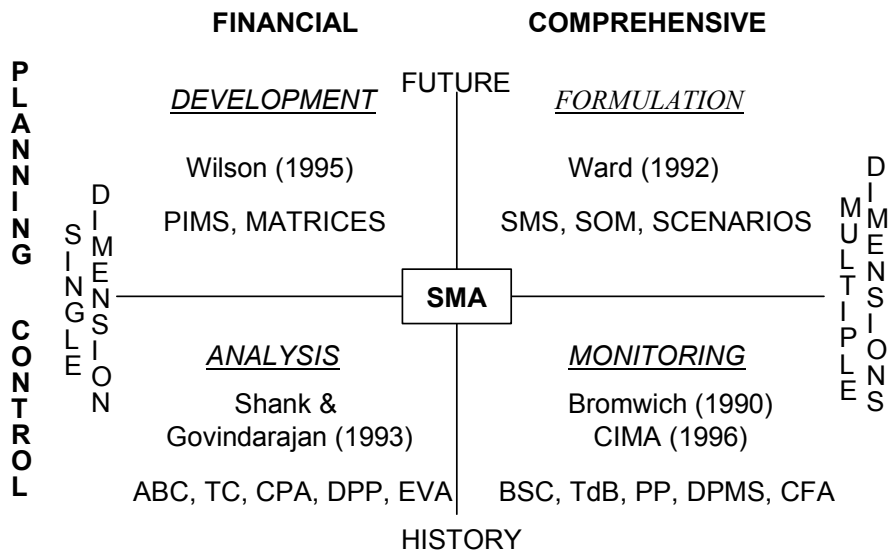 FINANCIAL COMPREHENSIVE
PLANNING CONTROL
SINGLE DIMENSION
FUTURE
DEVELOPMENT
Wilson (1995)
PIMS, MATRICES
FORMULATION
Ward (1992)
SMS, SOM, SCENARIOS
MULTIPLE DIMENSIONS
SMA
ANALYSIS
Shank &
Govindarajan (1993)
ABC, TC, CPA, DPP, EVA
MONITORING
Bromwich (1990)
CIMA (1996)
BSC, TdB, PP, DPMS, CFA
HISTORY